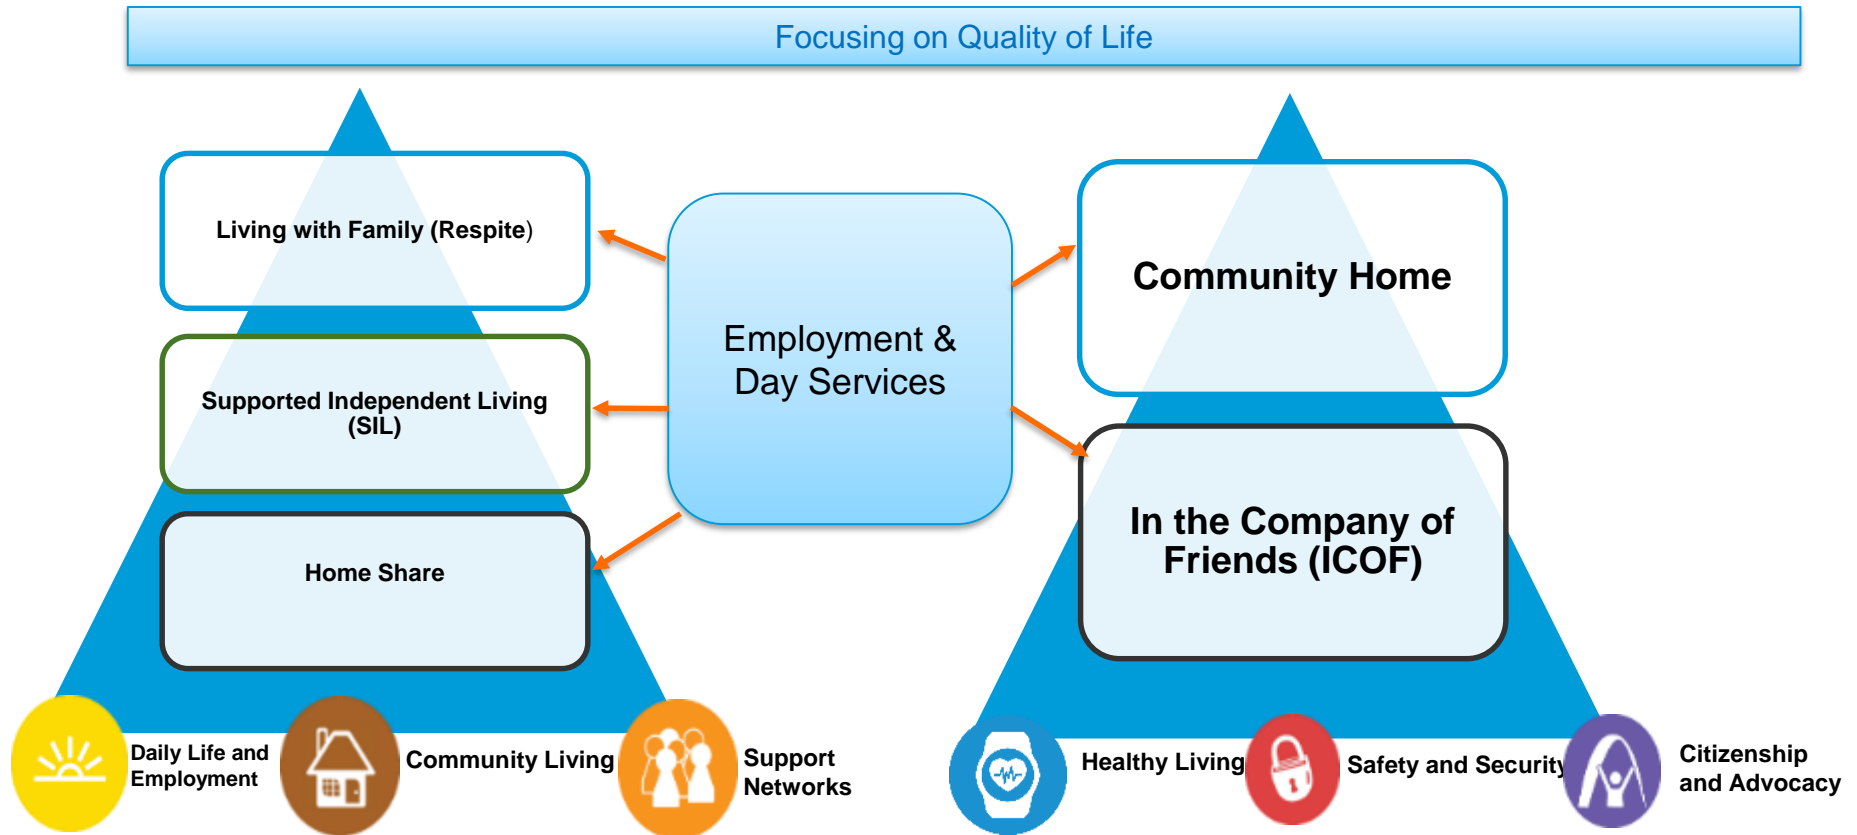 Focusing on Quality of Life
Living with Family (Respite)
Supported Independent Living
(SIL)
Home Share
Employment &
Day Services
Community Home
In the Company of
Friends (ICOF)
Daily Life and
Employment
Community Living
Support
Networks
Healthy Living
Safety and Security
Citizenship
and Advocacy